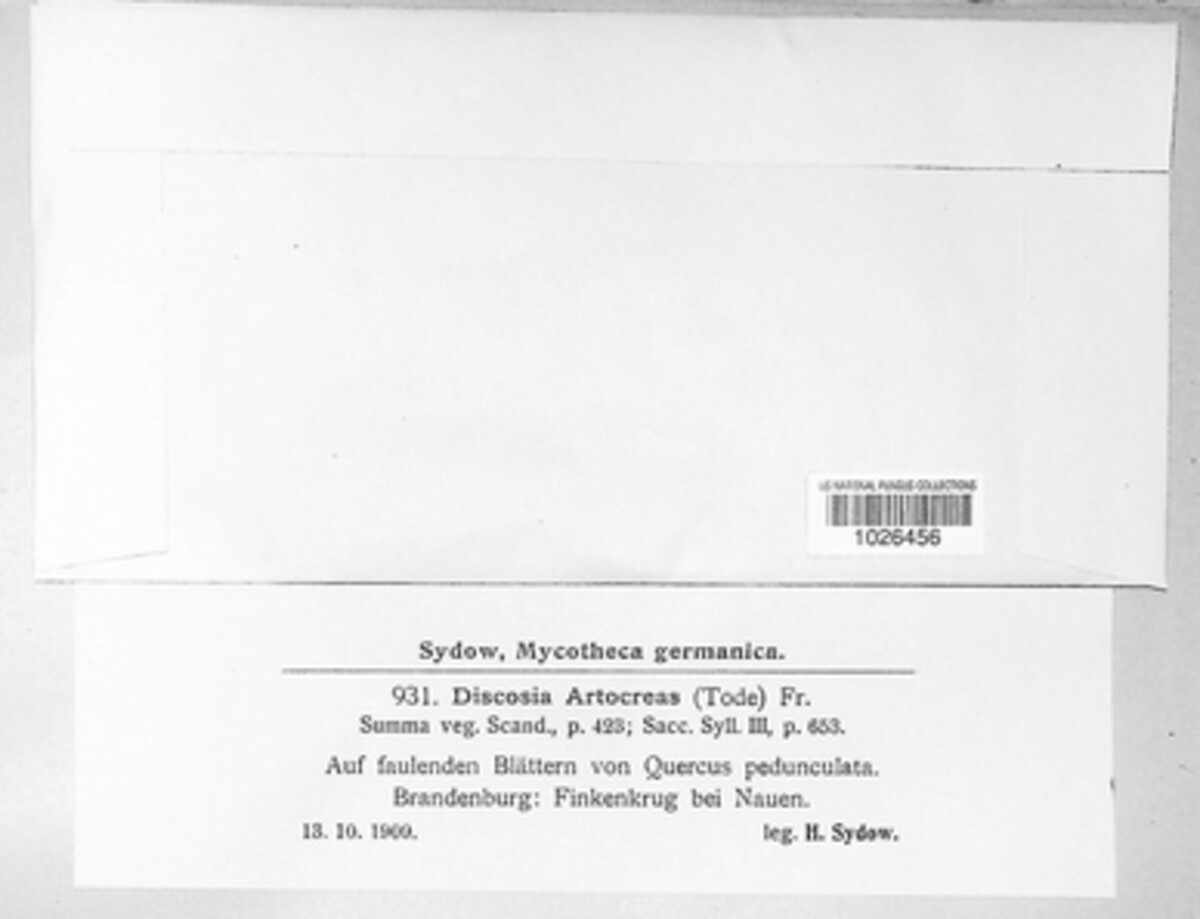 US NATIONAL FUNGUS COLLECTIONS
1026456
Sydow, Mycotheca germanica.
931. Discosia Artocreas (Tode) Fr.
Summa veg. Scand., p. 423; Sacc. Syll. III, p. 653.
Auf faulenden Blättern von Quercus pedunculata.
Brandenburg: Finkenkrug bei Nauen.
13. 10. 1909. leg. H. Sydow.